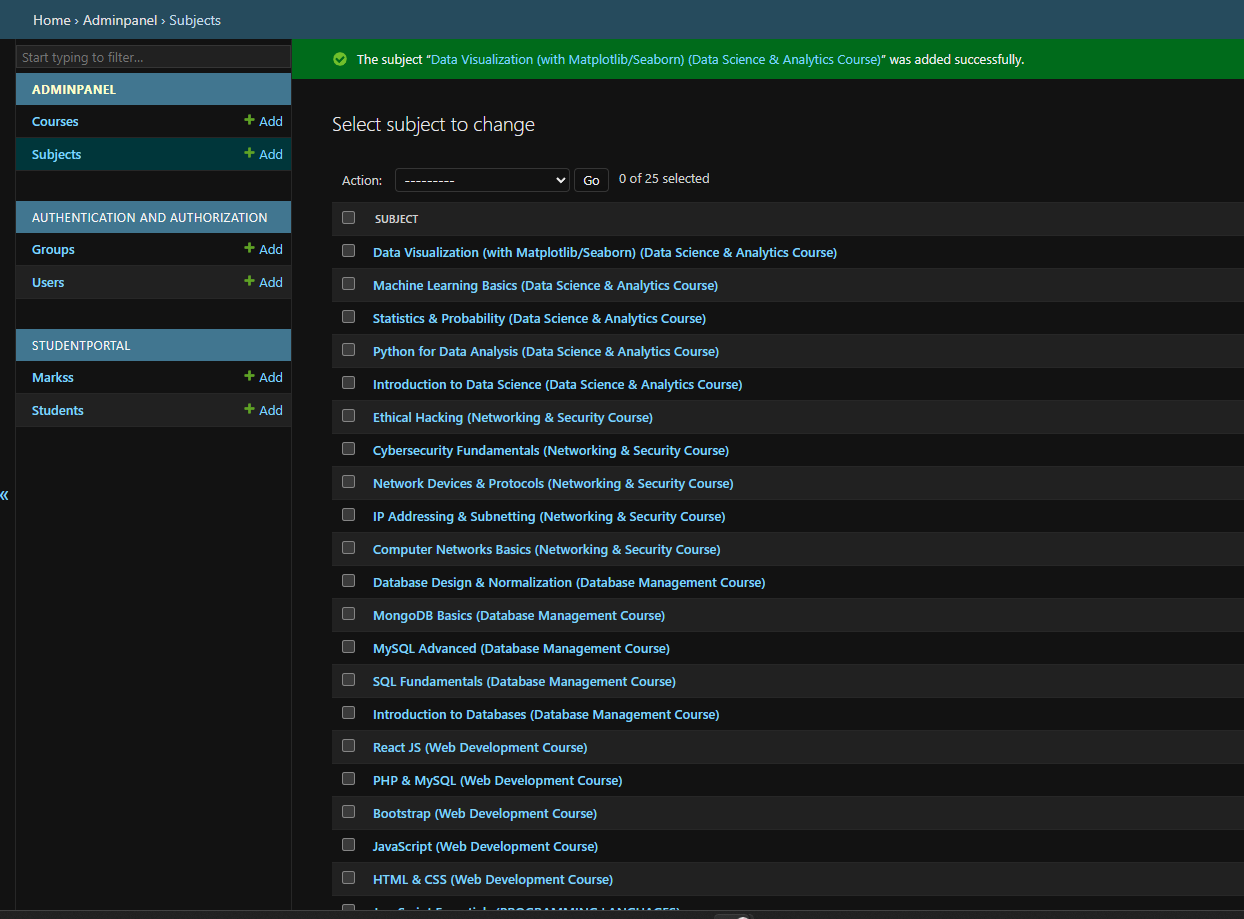 Home › Adminpanel › Subjects
Start typing to filter...
ADMINPANEL
Courses + Add
Subjects + Add
AUTHENTICATION AND AUTHORIZATION
Groups + Add
Users + Add
STUDENTPORTAL
Markss + Add
Students + Add
«
The subject “Data Visualization (with Matplotlib/Seaborn) (Data Science & Analytics Course)” was added successfully.
Select subject to change
Action: --------- Go 0 of 25 selected
SUBJECT
Data Visualization (with Matplotlib/Seaborn) (Data Science & Analytics Course)
Machine Learning Basics (Data Science & Analytics Course)
Statistics & Probability (Data Science & Analytics Course)
Python for Data Analysis (Data Science & Analytics Course)
Introduction to Data Science (Data Science & Analytics Course)
Ethical Hacking (Networking & Security Course)
Cybersecurity Fundamentals (Networking & Security Course)
Network Devices & Protocols (Networking & Security Course)
IP Addressing & Subnetting (Networking & Security Course)
Computer Networks Basics (Networking & Security Course)
Database Design & Normalization (Database Management Course)
MongoDB Basics (Database Management Course)
MySQL Advanced (Database Management Course)
SQL Fundamentals (Database Management Course)
Introduction to Databases (Database Management Course)
React JS (Web Development Course)
PHP & MySQL (Web Development Course)
Bootstrap (Web Development Course)
JavaScript (Web Development Course)
HTML & CSS (Web Development Course)